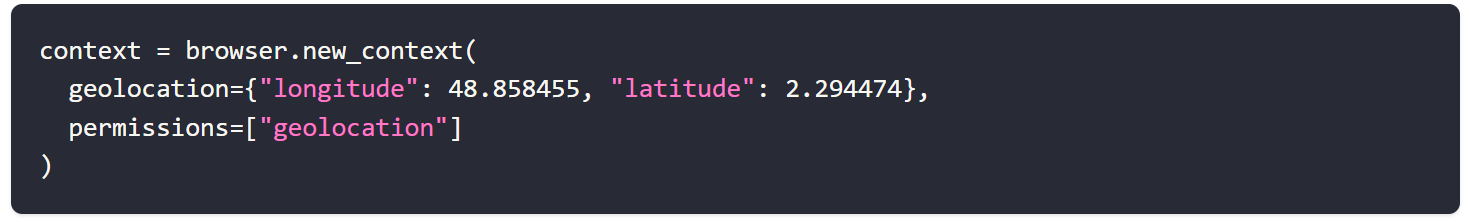 context = browser.new_context(
  geolocation={"longitude": 48.858455, "latitude": 2.294474},
  permissions=["geolocation"]
)